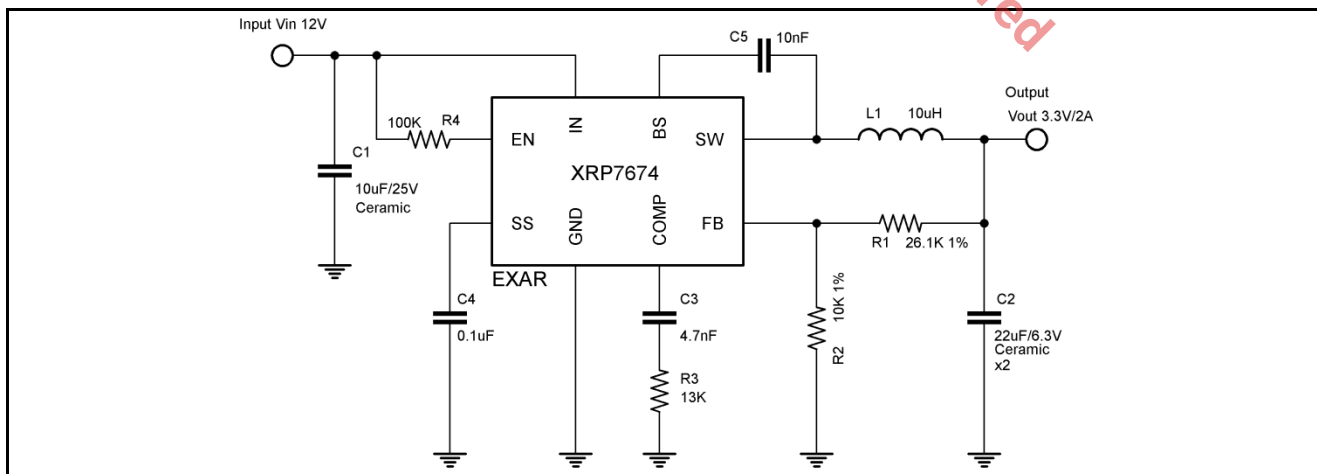 Input Vin 12V
C5
10nF
Output
Vout 3.3V/2A
L1
10uH
100K
R4
EN
IN
BS
SW
C1
10uF/25V
Ceramic
XRP7674
SS
GND
COMP
FB
R1
26.1K 1%
EXAR
C4
0.1uF
C3
4.7nF
10K 1%
R2
C2
22uF/6.3V
Ceramic
x2
R3
13K